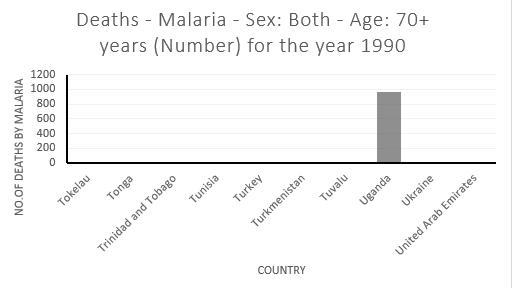 Deaths - Malaria - Sex: Both - Age: 70+
years (Number) for the year 1990
1200
1000
800
600
400
200
0
NO.OF DEATHS BY MALARIA
Tokelau
Tonga
Trinidad and Tobago
Tunisia
Turkey
Turkmenistan
Tuvalu
Uganda
Ukraine
United Arab Emirates
COUNTRY